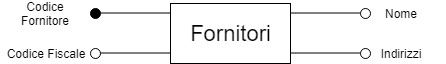 Codice
Fornitore
Nome
Fornitori
Codice Fiscale
Indirizzi